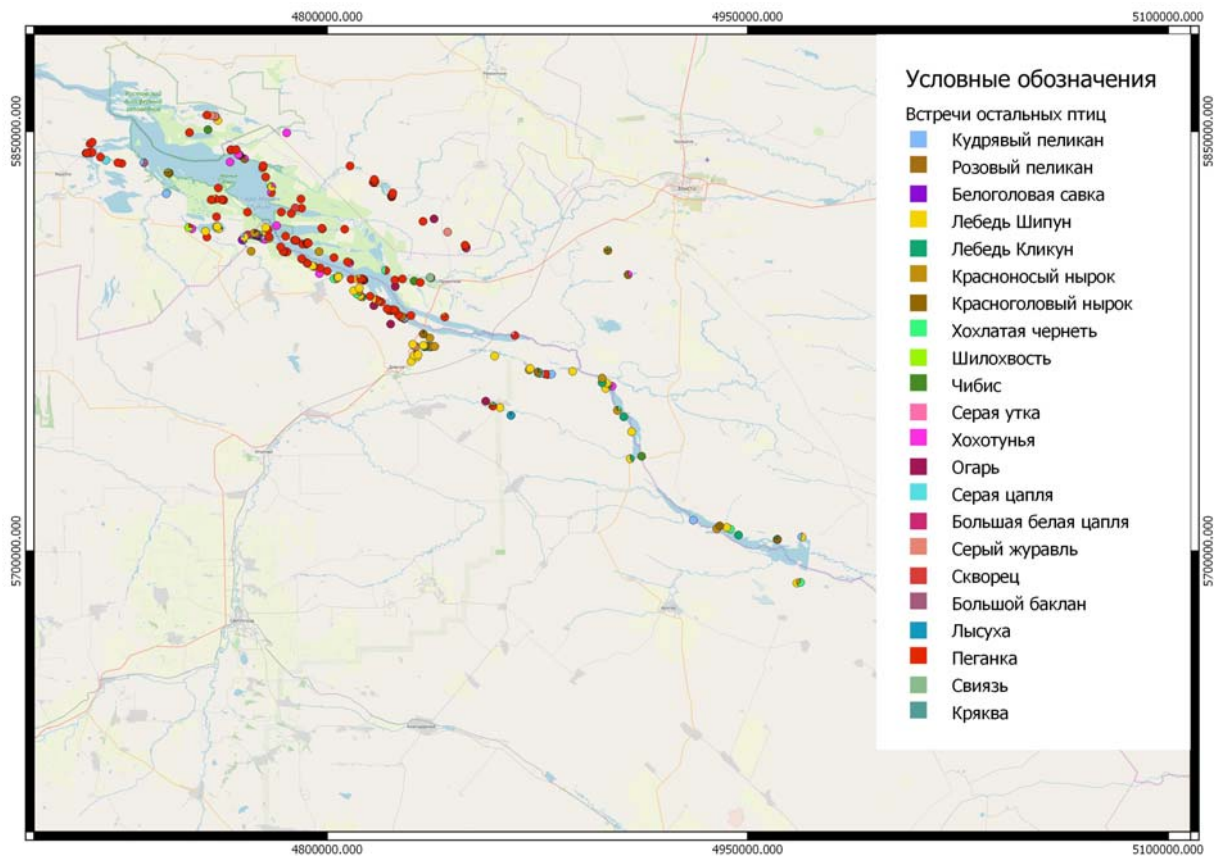 4800000.000
4950000.000
5100000.000
5850000.000
5850000.000
Условные обозначения
Встречи остальных птиц
Кудрявый пеликан
Розовый пеликан
Белоголовая савка
Лебедь Шипун
Лебедь Кликун
Красноносый нырок
Красноголовый нырок
Хохлатая чернеть
Шилохвость
Чибис
Серая утка
Хохотунья
Огарь
Серая цапля
Большая белая цапля
Серый журавль
Скворец
Большой баклан
Лысуха
Пеганка
Свиязь
Кряква
5700000.000
5700000.000
4800000.000
4950000.000
5100000.000